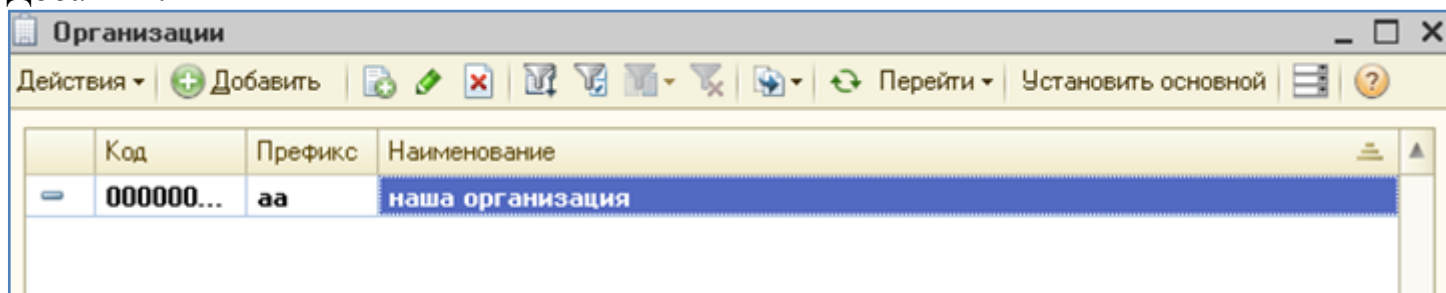 Организации
Действия Добавить Перейти Установить основной
Код Префикс Наименование
000000... аа наша организация